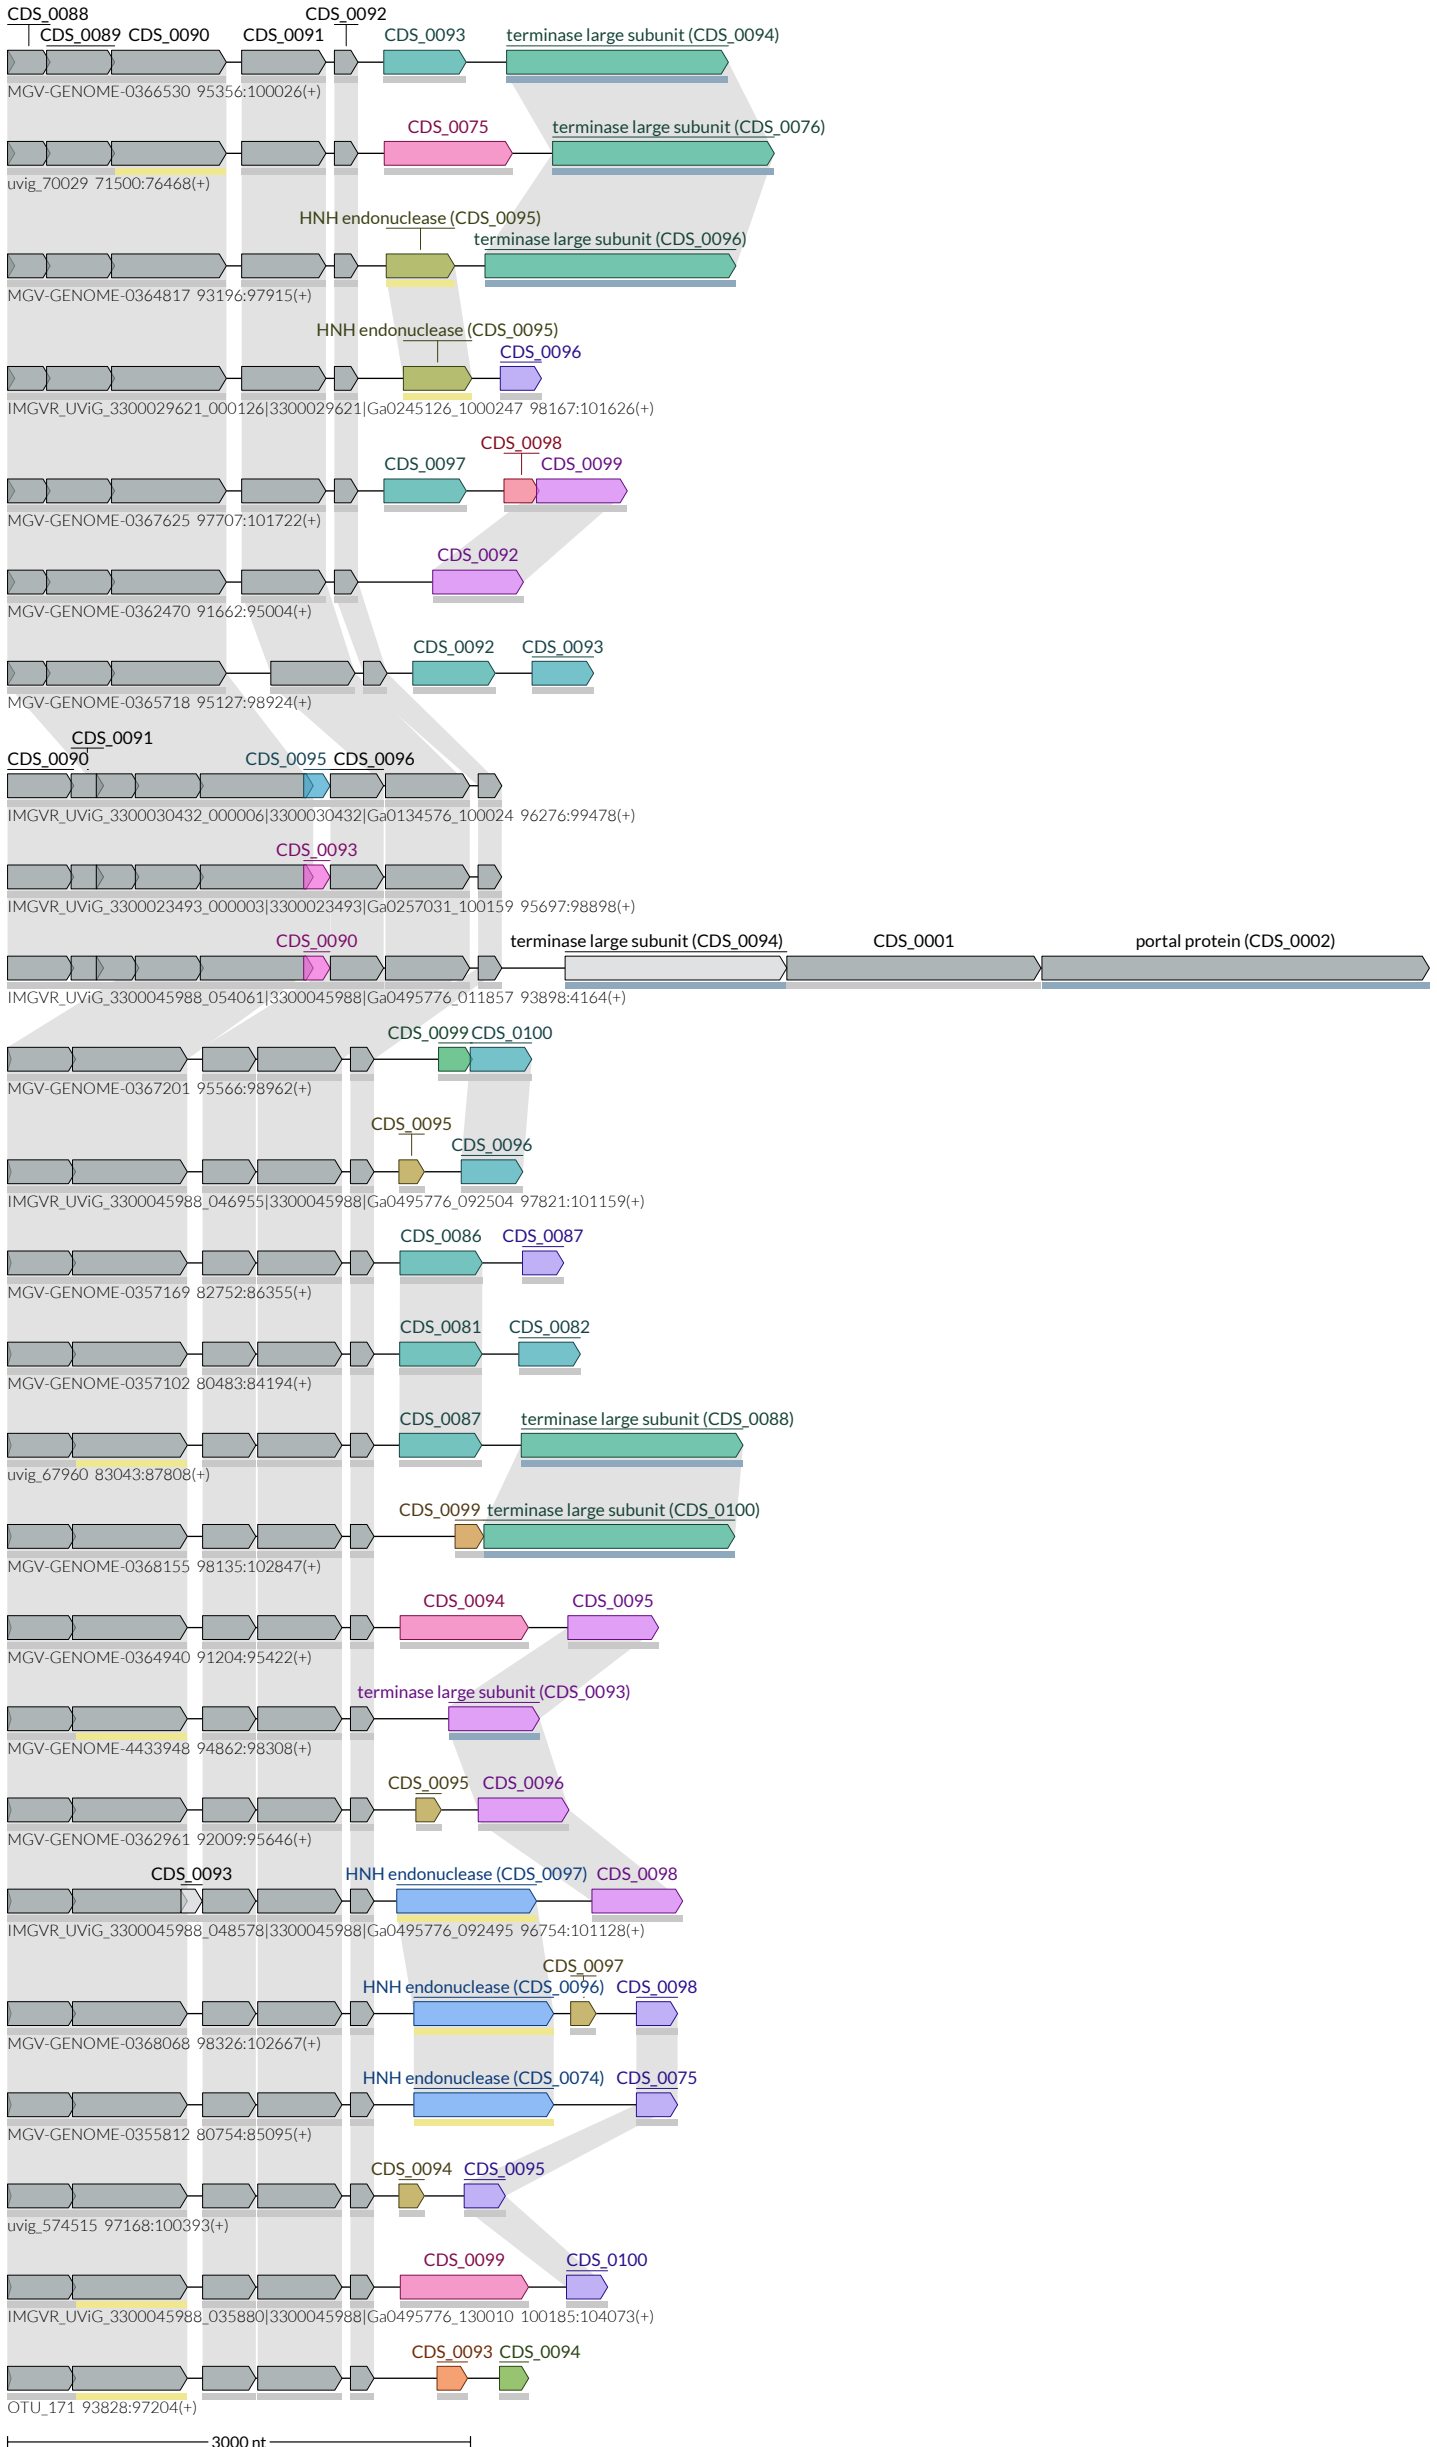 CDS_0088 CDS_0092
CDS_0089 CDS_0090 CDS_0091 CDS_0093 terminase large subunit (CDS_0094)
MGV-GENOME-0366530 95356:100026(+)
CDS_0075 terminase large subunit (CDS_0076)
uvig_70029 71500:76468(+)
HNH endonuclease (CDS_0095)
terminase large subunit (CDS_0096)
MGV-GENOME-0364817 93196:97915(+)
HNH endonuclease (CDS_0095)
CDS_0096
IMGVR_UViG_3300029621_000126|3300029621|Ga0245126_1000247 98167:101626(+)
CDS_0098
CDS_0097 CDS_0099
MGV-GENOME-0367625 97707:101722(+)
CDS_0092
MGV-GENOME-0362470 91662:95004(+)
CDS_0092 CDS_0093
MGV-GENOME-0365718 95127:98924(+)
CDS_0091
CDS_0090 CDS_0095 CDS_0096
IMGVR_UViG_3300030432_000006|3300030432|Ga0134576_100024 96276:99478(+)
CDS_0093
IMGVR_UViG_3300023493_000003|3300023493|Ga0257031_100159 95697:98898(+)
CDS_0090 terminase large subunit (CDS_0094) CDS_0001 portal protein (CDS_0002)
IMGVR_UViG_3300045988_054061|3300045988|Ga0495776_011857 93898:4164(+)
CDS_0099 CDS_0100
MGV-GENOME-0367201 95566:98962(+)
CDS_0095
CDS_0096
IMGVR_UViG_3300045988_046955|3300045988|Ga0495776_092504 97821:101159(+)
CDS_0086 CDS_0087
MGV-GENOME-0357169 82752:86355(+)
CDS_0081 CDS_0082
MGV-GENOME-0357102 80483:84194(+)
CDS_0087 terminase large subunit (CDS_0088)
uvig_67960 83043:87808(+)
CDS_0099 terminase large subunit (CDS_0100)
MGV-GENOME-0368155 98135:102847(+)
CDS_0094 CDS_0095
MGV-GENOME-0364940 91204:95422(+)
terminase large subunit (CDS_0093)
MGV-GENOME-4433948 94862:98308(+)
CDS_0095 CDS_0096
MGV-GENOME-0362961 92009:95646(+)
CDS_0093 HNH endonuclease (CDS_0097) CDS_0098
IMGVR_UViG_3300045988_048578|3300045988|Ga0495776_092495 96754:101128(+)
CDS_0097
HNH endonuclease (CDS_0096) CDS_0098
MGV-GENOME-0368068 98326:102667(+)
HNH endonuclease (CDS_0074) CDS_0075
MGV-GENOME-0355812 80754:85095(+)
CDS_0094 CDS_0095
uvig_574515 97168:100393(+)
CDS_0099 CDS_0100
IMGVR_UViG_3300045988_035880|3300045988|Ga0495776_130010 100185:104073(+)
CDS_0093 CDS_0094
OTU_171 93828:97204(+)
3000 nt